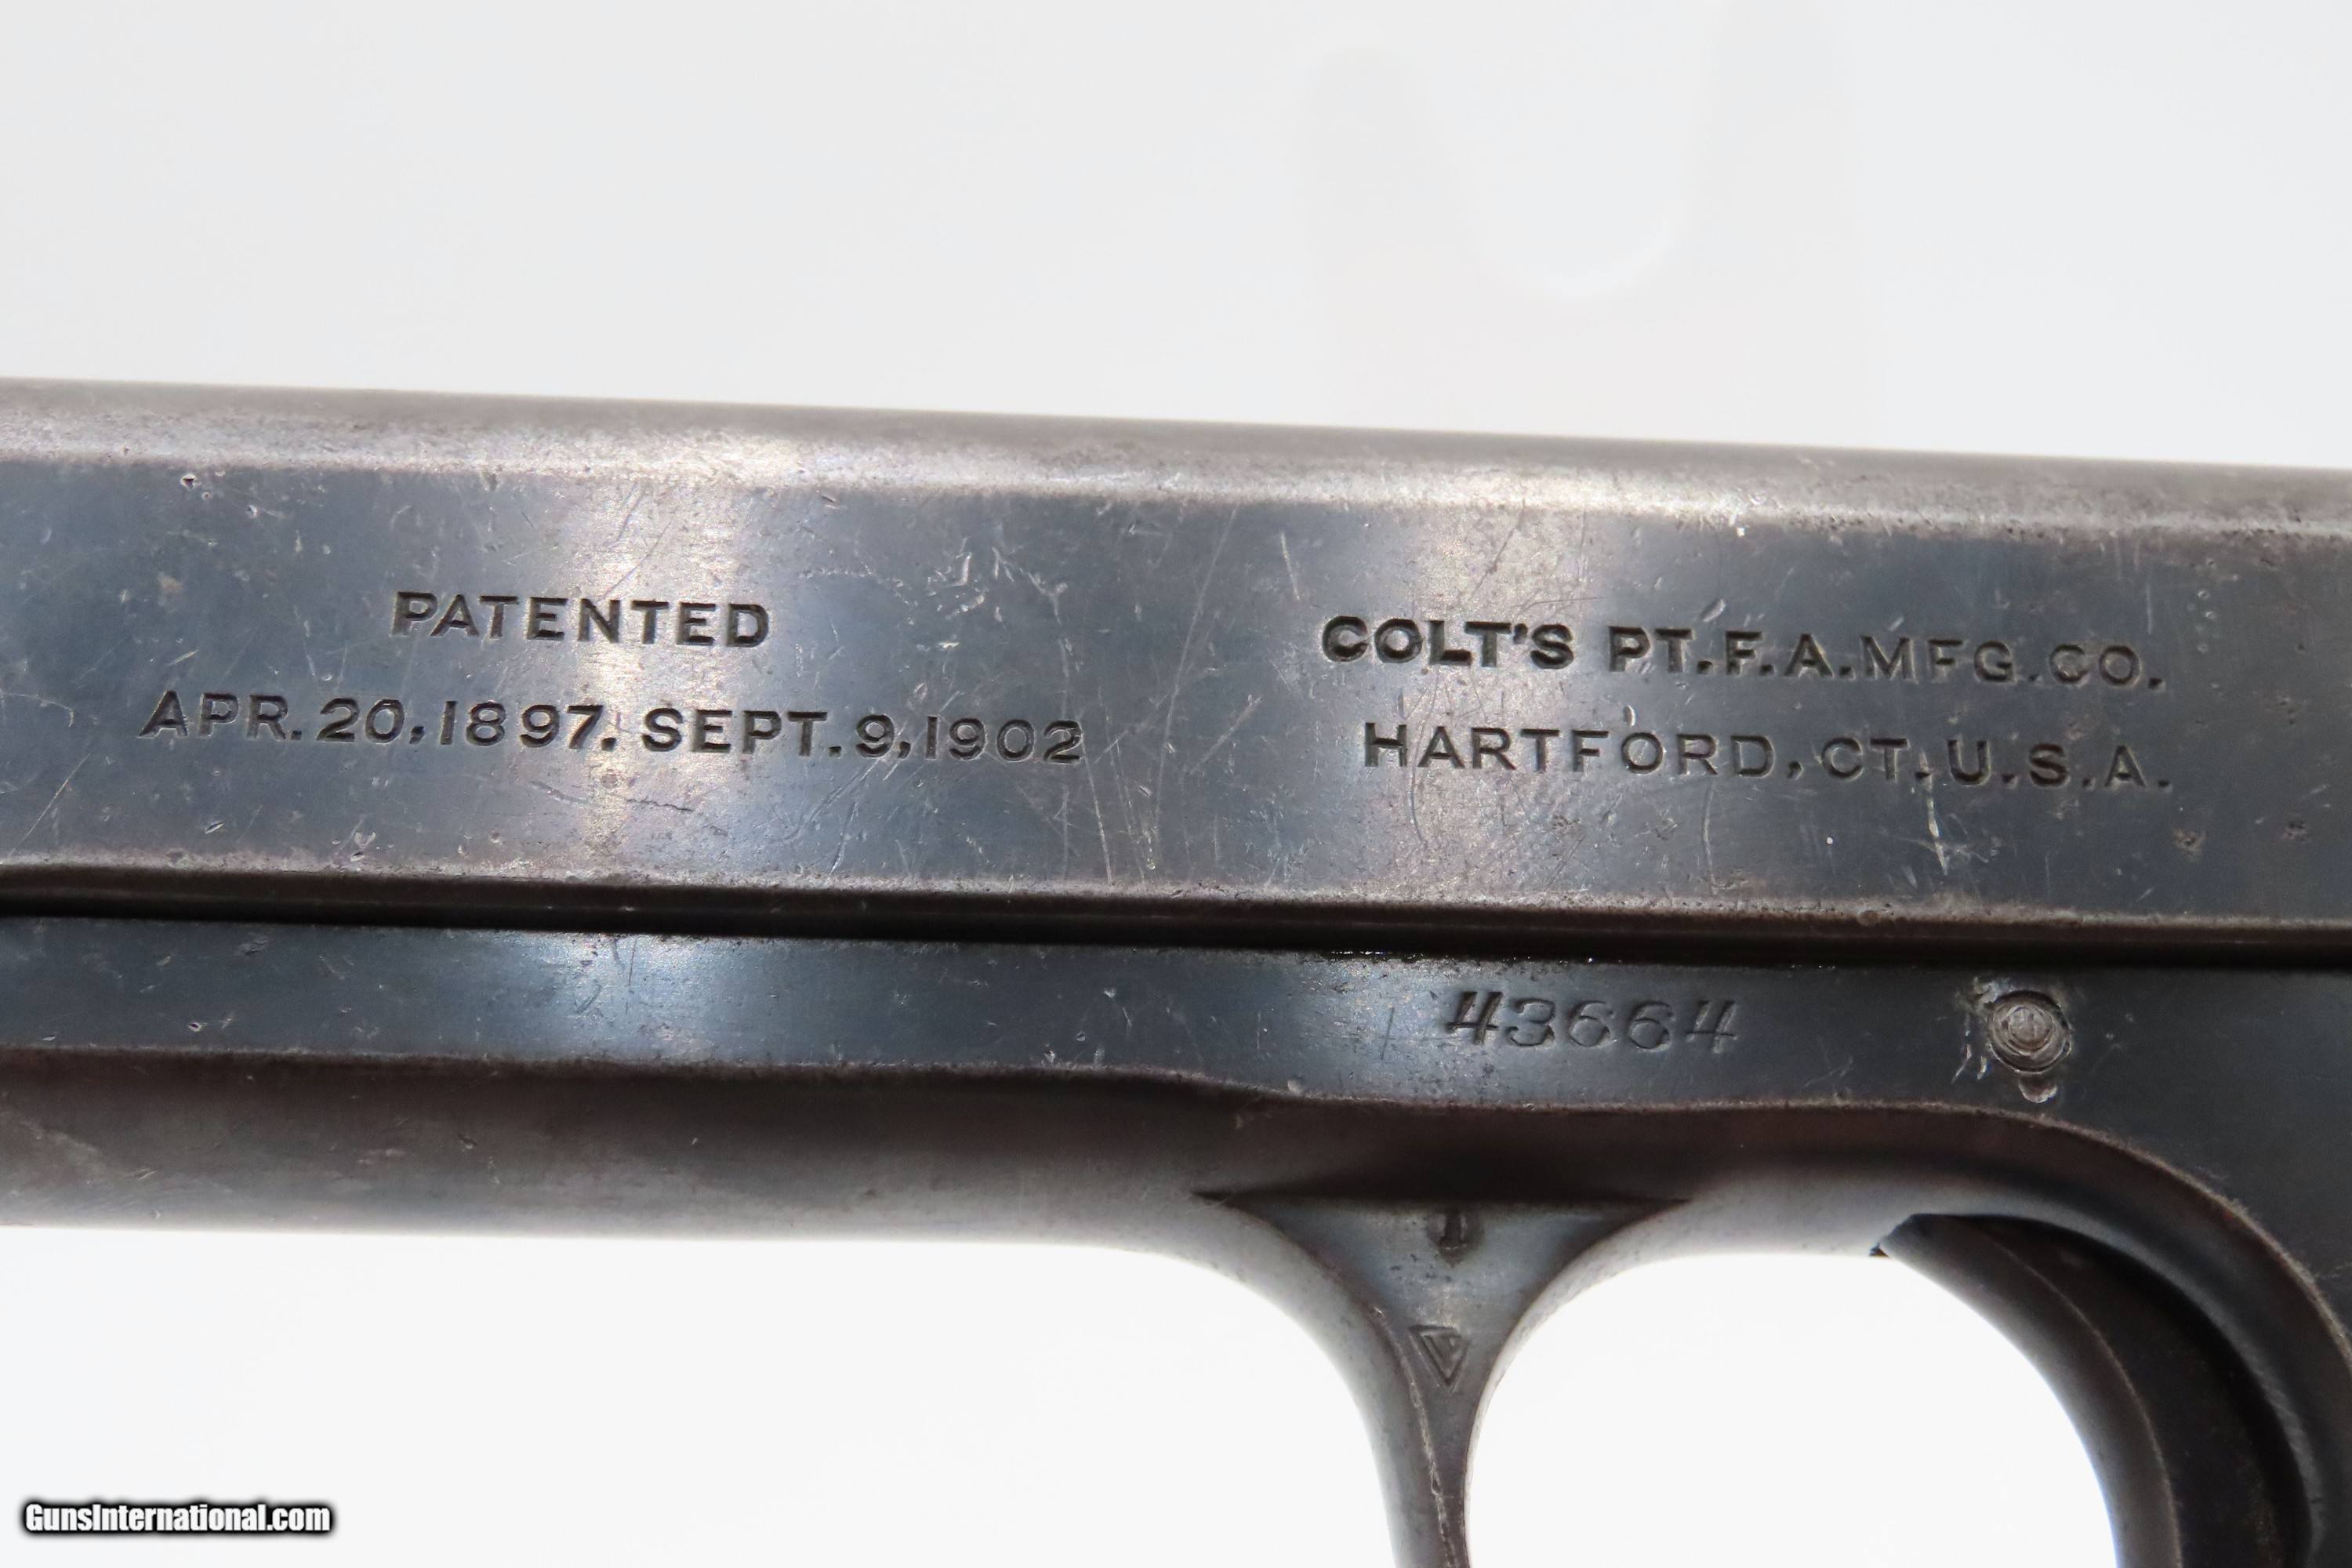 PATENTED
APR. 20, 1897. SEPT. 9, 1902
COLT'S PT. F. A. MFG. CO.
HARTFORD, CT. U. S. A.
43664
GunsInternational.com